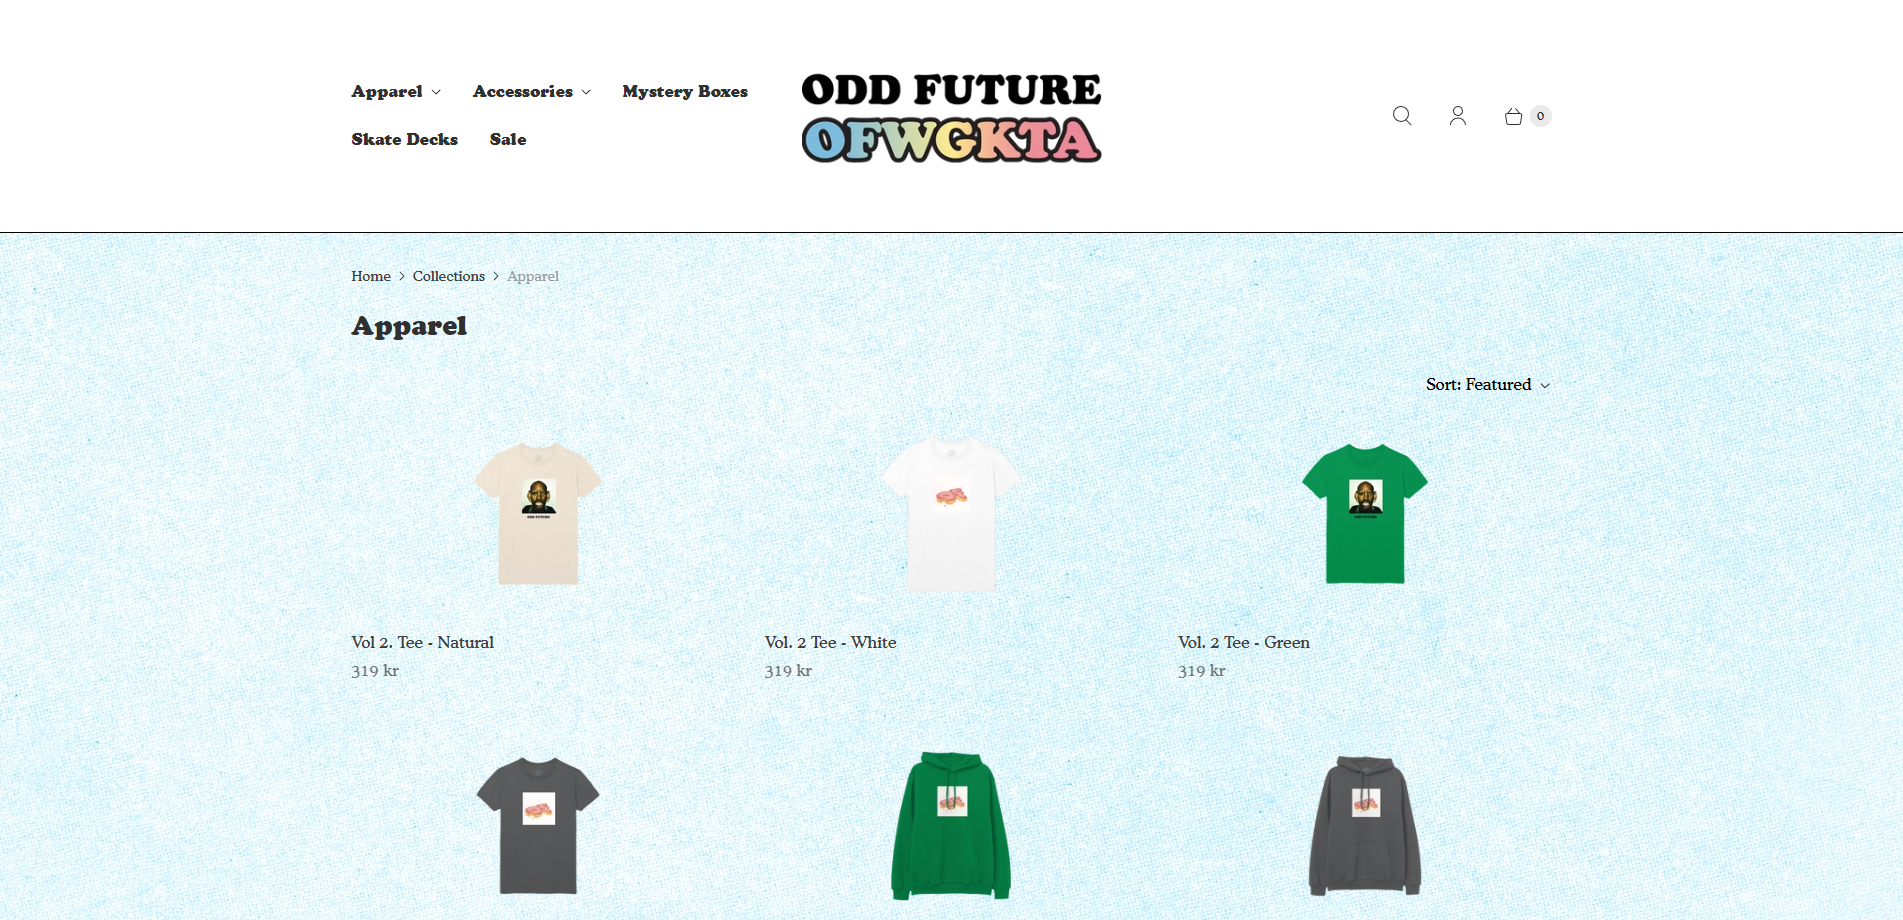 Apparel
Accessories
Mystery Boxes
Skate Decks
Sale
ODD FUTURE
OFWGKTA
0
Home > Collections > Apparel
Apparel
Sort: Featured
ODD FUTURE
ODD FUTURE
Vol 2. Tee - Natural
Vol. 2 Tee - White
Vol. 2 Tee - Green
319 kr
319 kr
319 kr